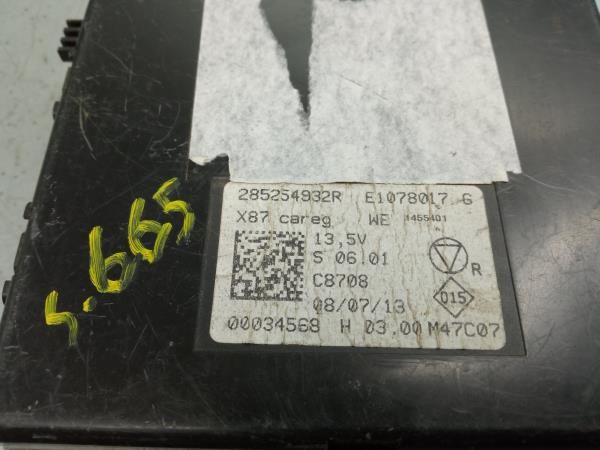 285254932R E1078017 G
X87 careg WE 1455401
13,5V
S 06.01
C8708
R
08/07/13
015
00034568 H 03.00 M47C07
5.665